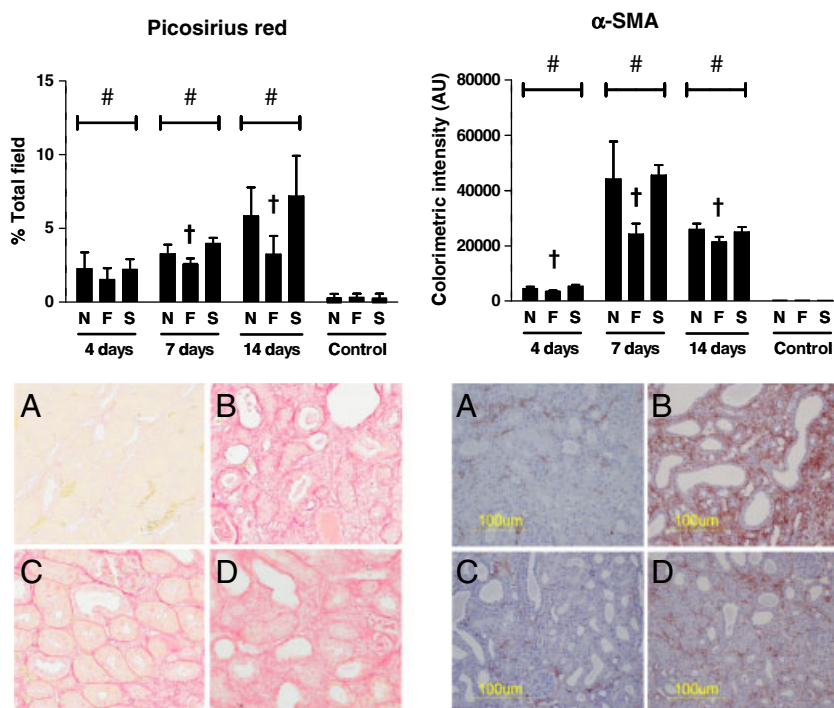 Picosirius red
% Total field
15
10
5
0
#
#
#
†
†
N F S
N F S
N F S
N F S
4 days
7 days
14 days
Control
α-SMA
Colorimetric intensity (AU)
80000
60000
40000
20000
0
#
#
#
†
†
†
N F S
N F S
N F S
N F S
4 days
7 days
14 days
Control
A
B
C
D
A
100um
B
100um
C
100um
D
100um